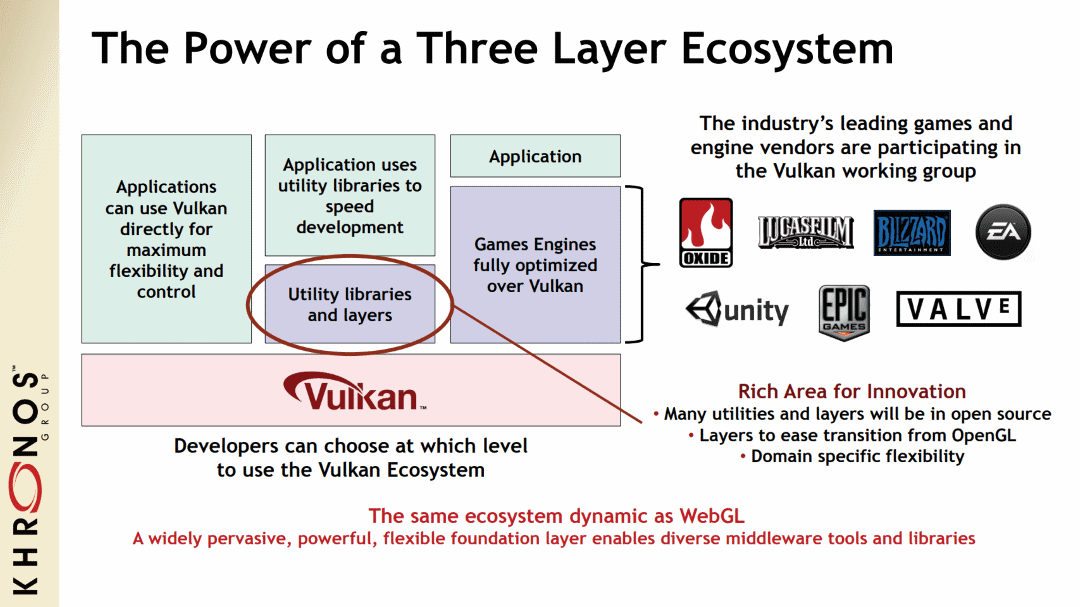 The Power of a Three Layer Ecosystem
Applications
can use Vulkan
directly for
maximum
flexibility and
control
Application uses
utility libraries to
speed
development
Utility libraries
and layers
Application
Games Engines
fully optimized
over Vulkan
Vulkan™
Developers can choose at which level
to use the Vulkan Ecosystem
The industry's leading games and
engine vendors are participating in
the Vulkan working group
OXIDE
LUCASFILM
Ltd
BLIZZARD
ENTERTAINMENT
EA
unity
EPIC
GAMES
VALVE
Rich Area for Innovation
• Many utilities and layers will be in open source
• Layers to ease transition from OpenGL
• Domain specific flexibility
The same ecosystem dynamic as WebGL
A widely pervasive, powerful, flexible foundation layer enables diverse middleware tools and libraries
KHRONOS™
GROUP